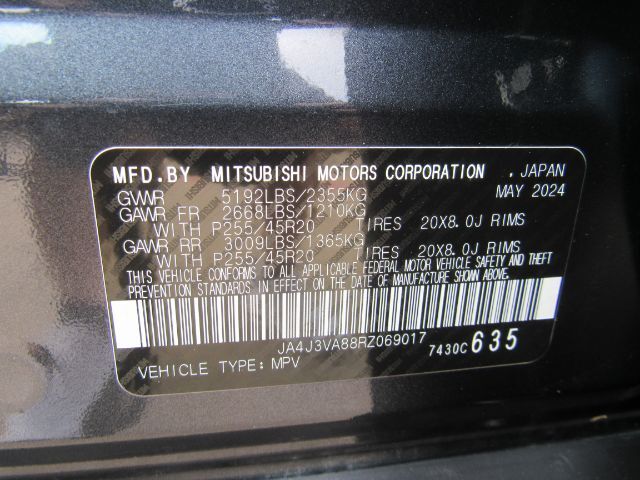 MFD.BY MITSUBISHI MOTORS CORPORATION , JAPAN
GVWR 5192LBS/2355KG MAY 2024
GAWR FR 2668LBS/1210KG
WITH P255/45R20 TIRES 20X8.0J RIMS
GAWR RR 3009LBS/1365KG
WITH P255/45R20 TIRES 20X8.0J RIMS
THIS VEHICLE CONFORMS TO ALL APPLICABLE FEDERAL MOTOR VEHICLE SAFETY AND THEFT
PREVENTION STANDARDS IN EFFECT ON THE DATE OF MANUFACTURE SHOWN ABOVE.
JA4J3VA88RZ069017 7430C635
VEHICLE TYPE: MPV